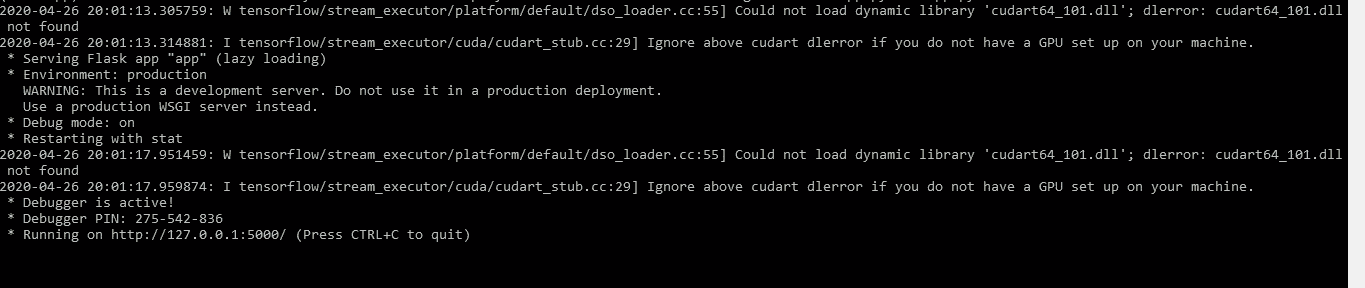 2020-04-26 20:01:13.305759: W tensorflow/stream_executor/platform/default/dso_loader.cc:55] Could not load dynamic library 'cudart64_101.dll'; dlerror: cudart64_101.dll
not found
2020-04-26 20:01:13.314881: I tensorflow/stream_executor/cuda/cudart_stub.cc:29] Ignore above cudart dlerror if you do not have a GPU set up on your machine.
* Serving Flask app "app" (lazy loading)
* Environment: production
WARNING: This is a development server. Do not use it in a production deployment.
Use a production WSGI server instead.
* Debug mode: on
* Restarting with stat
2020-04-26 20:01:17.951459: W tensorflow/stream_executor/platform/default/dso_loader.cc:55] Could not load dynamic library 'cudart64_101.dll'; dlerror: cudart64_101.dll
not found
2020-04-26 20:01:17.959874: I tensorflow/stream_executor/cuda/cudart_stub.cc:29] Ignore above cudart dlerror if you do not have a GPU set up on your machine.
* Debugger is active!
* Debugger PIN: 275-542-836
* Running on http://127.0.0.1:5000/ (Press CTRL+C to quit)